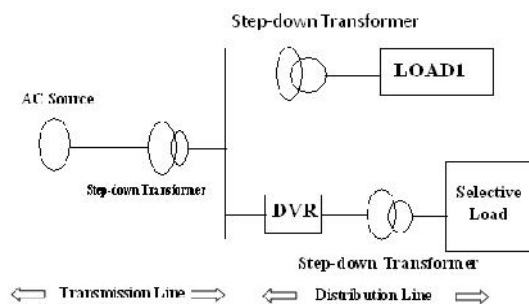 Step-down Transformer
LOAD1
AC Source
Step-down Transformer
DVR
Selective
Load
Step-down Transformer
Transmission Line
Distribution Line